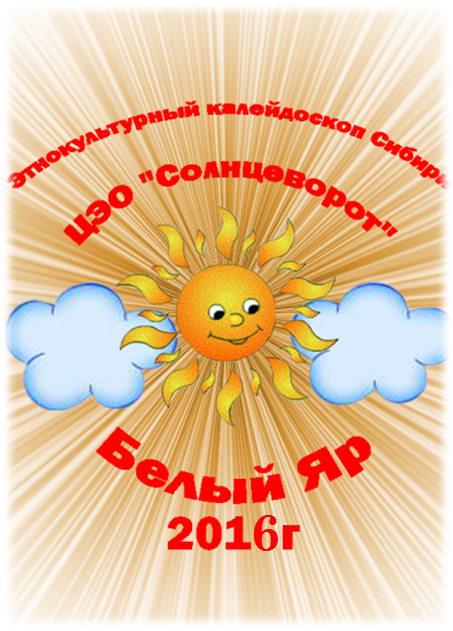 Этнокультурный калейдоскоп Сибири
ЦЭО "Солнцеворот"
Белый Яр
2016г